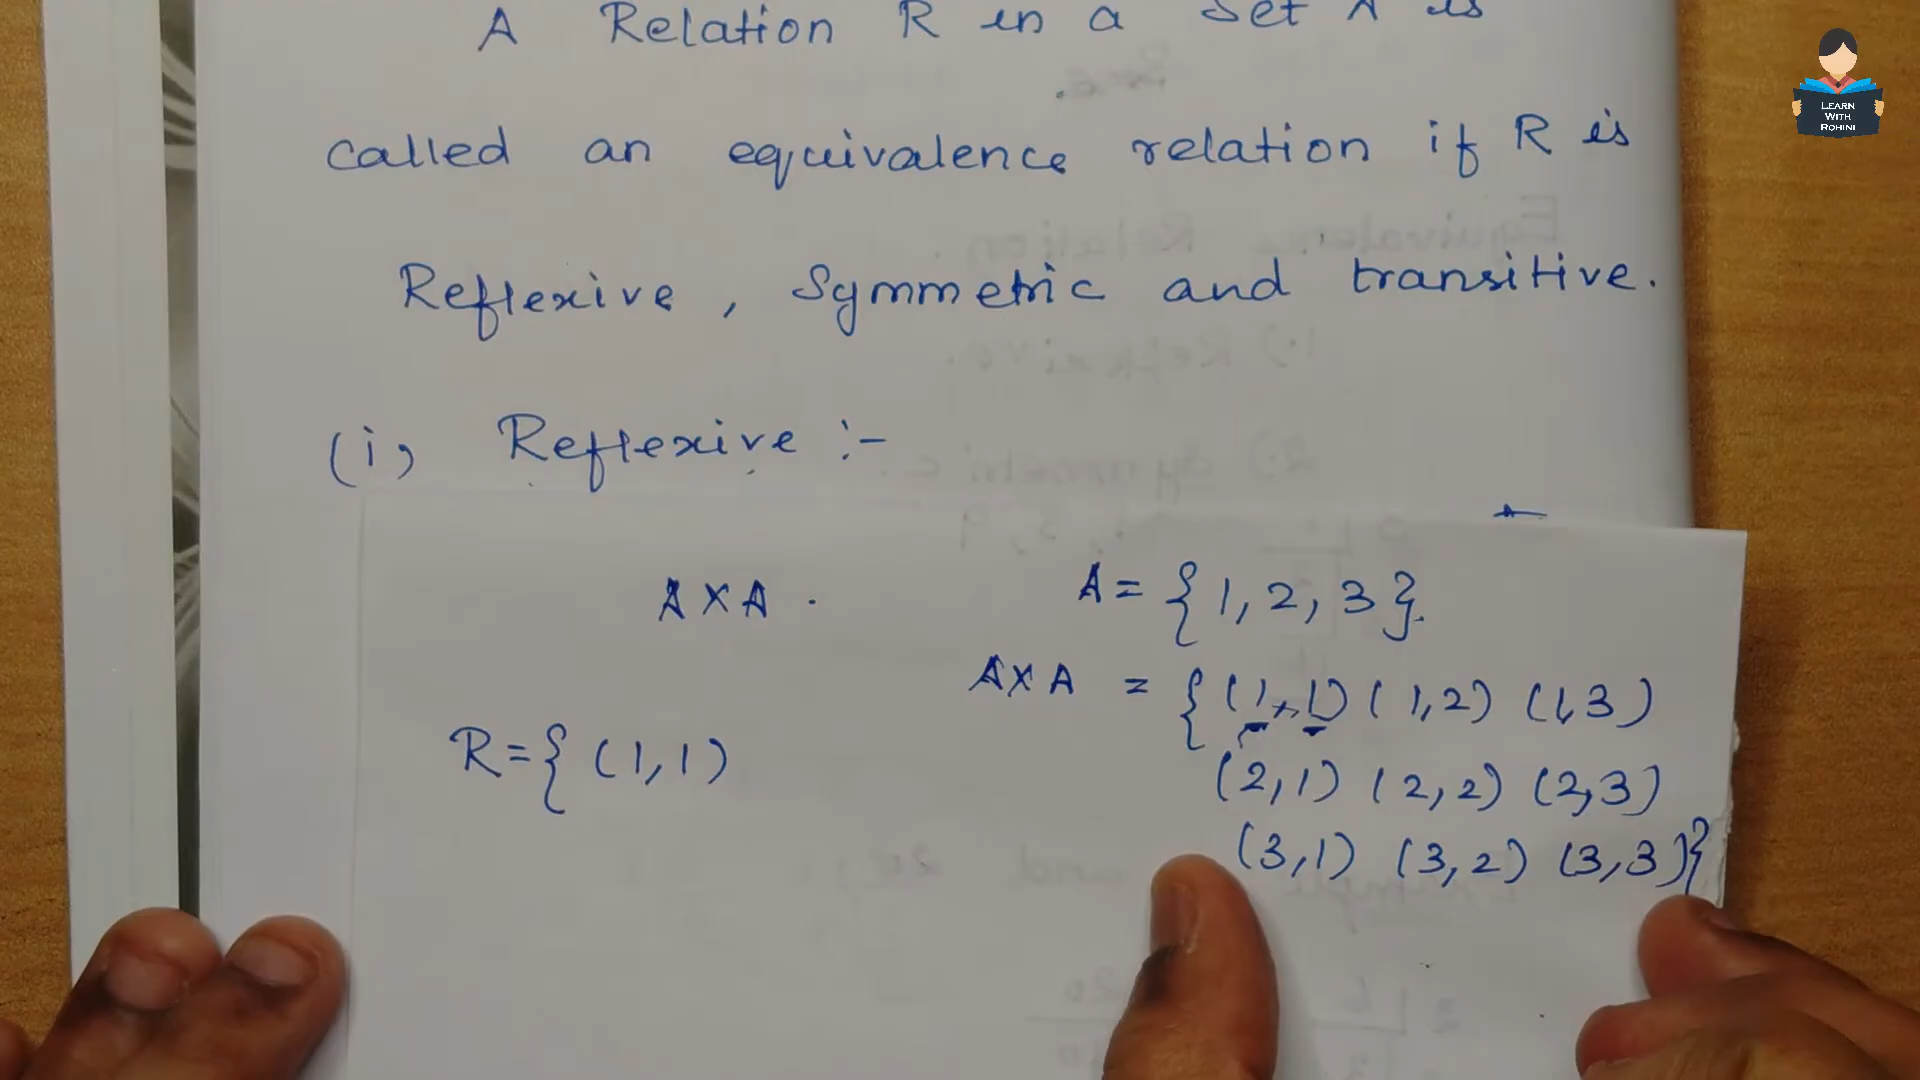 A Relation R in a set A is
called an equivalence relation if R is
Reflexive , Symmetric and transitive.
(i) Reflexive :-
A×A .
A = {1, 2, 3}.
A×A = {(1, 1) (1, 2) (1, 3)
(2, 1) (2, 2) (2, 3)
(3, 1) (3, 2) (3, 3)}
R = { (1, 1)
LEARN
WITH
ROHINI